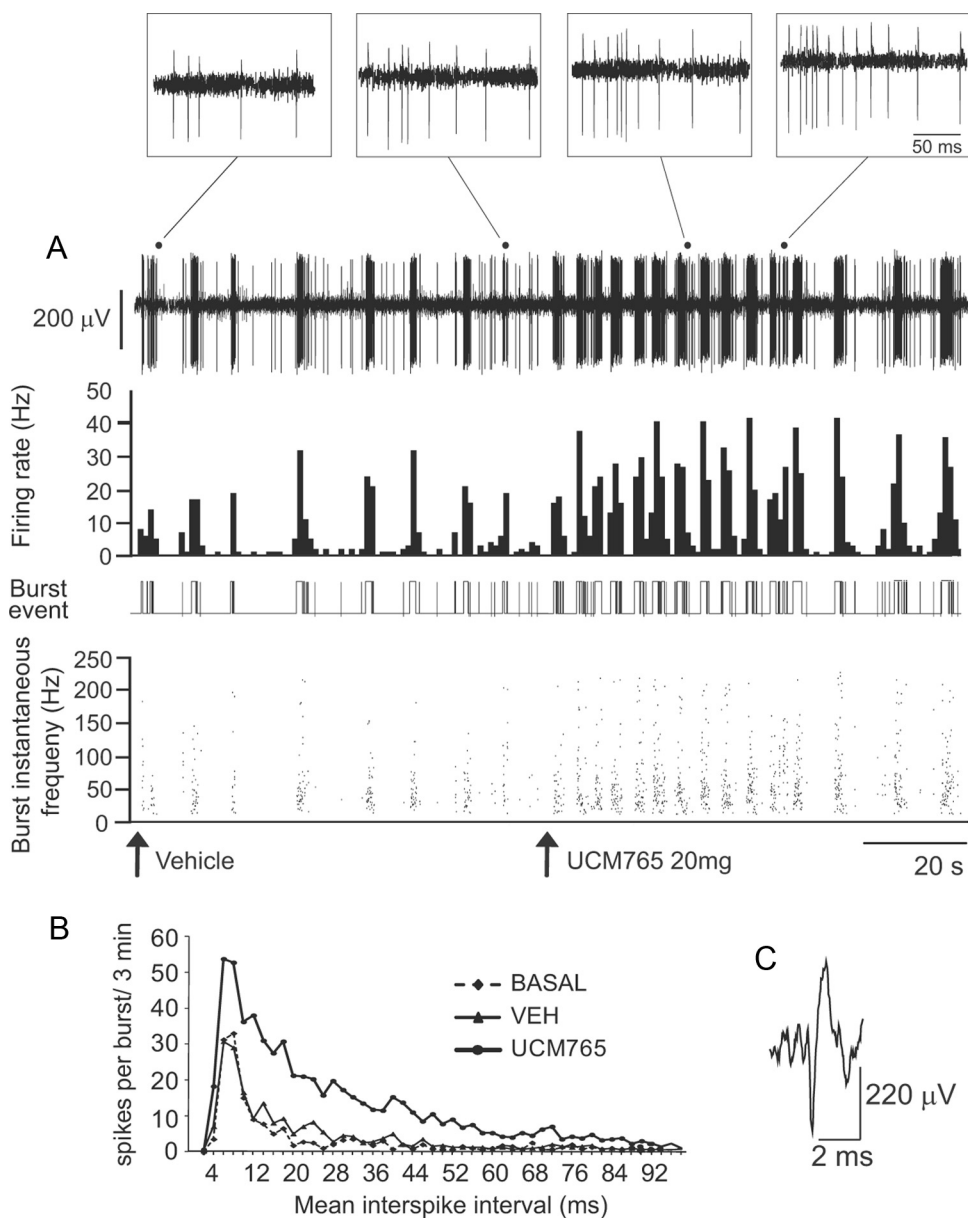 50 ms
A
200 μV
Firing rate (Hz)
50
40
30
20
10
0
Burst
event
Burst instantaneous
frequeny (Hz)
250
200
150
100
50
0
Vehicle
UCM765 20mg
20 s
B
spikes per burst/ 3 min
60
50
40
30
20
10
0
BASAL
VEH
UCM765
4 12 20 28 36 44 52 60 68 76 84 92
Mean interspike interval (ms)
C
220 μV
2 ms